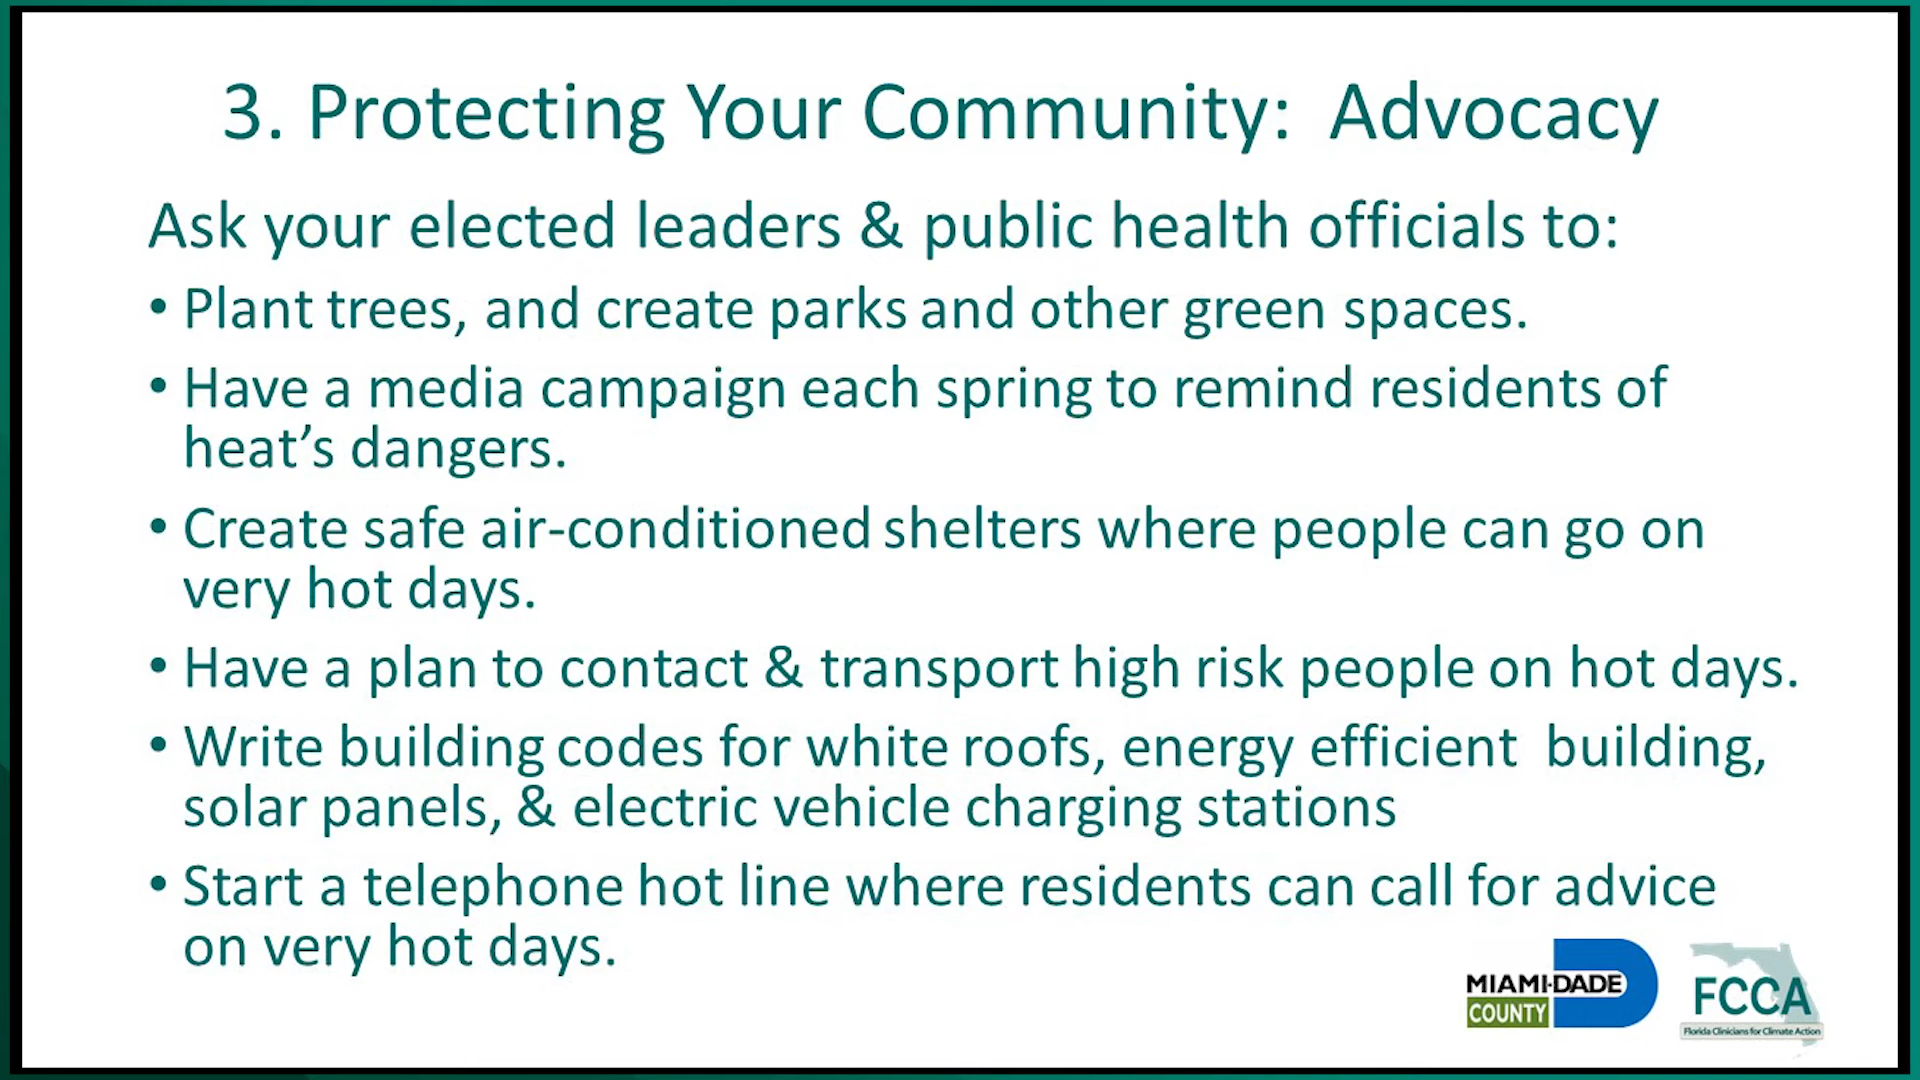 3. Protecting Your Community:  Advocacy
Ask your elected leaders & public health officials to:
• Plant trees, and create parks and other green spaces.
• Have a media campaign each spring to remind residents of
heat’s dangers.
• Create safe air-conditioned shelters where people can go on
very hot days.
• Have a plan to contact & transport high risk people on hot days.
• Write building codes for white roofs, energy efficient  building,
solar panels, & electric vehicle charging stations
• Start a telephone hot line where residents can call for advice
on very hot days.
MIAMI-DADE
COUNTY
FCCA
Florida Clinicians for Climate Action